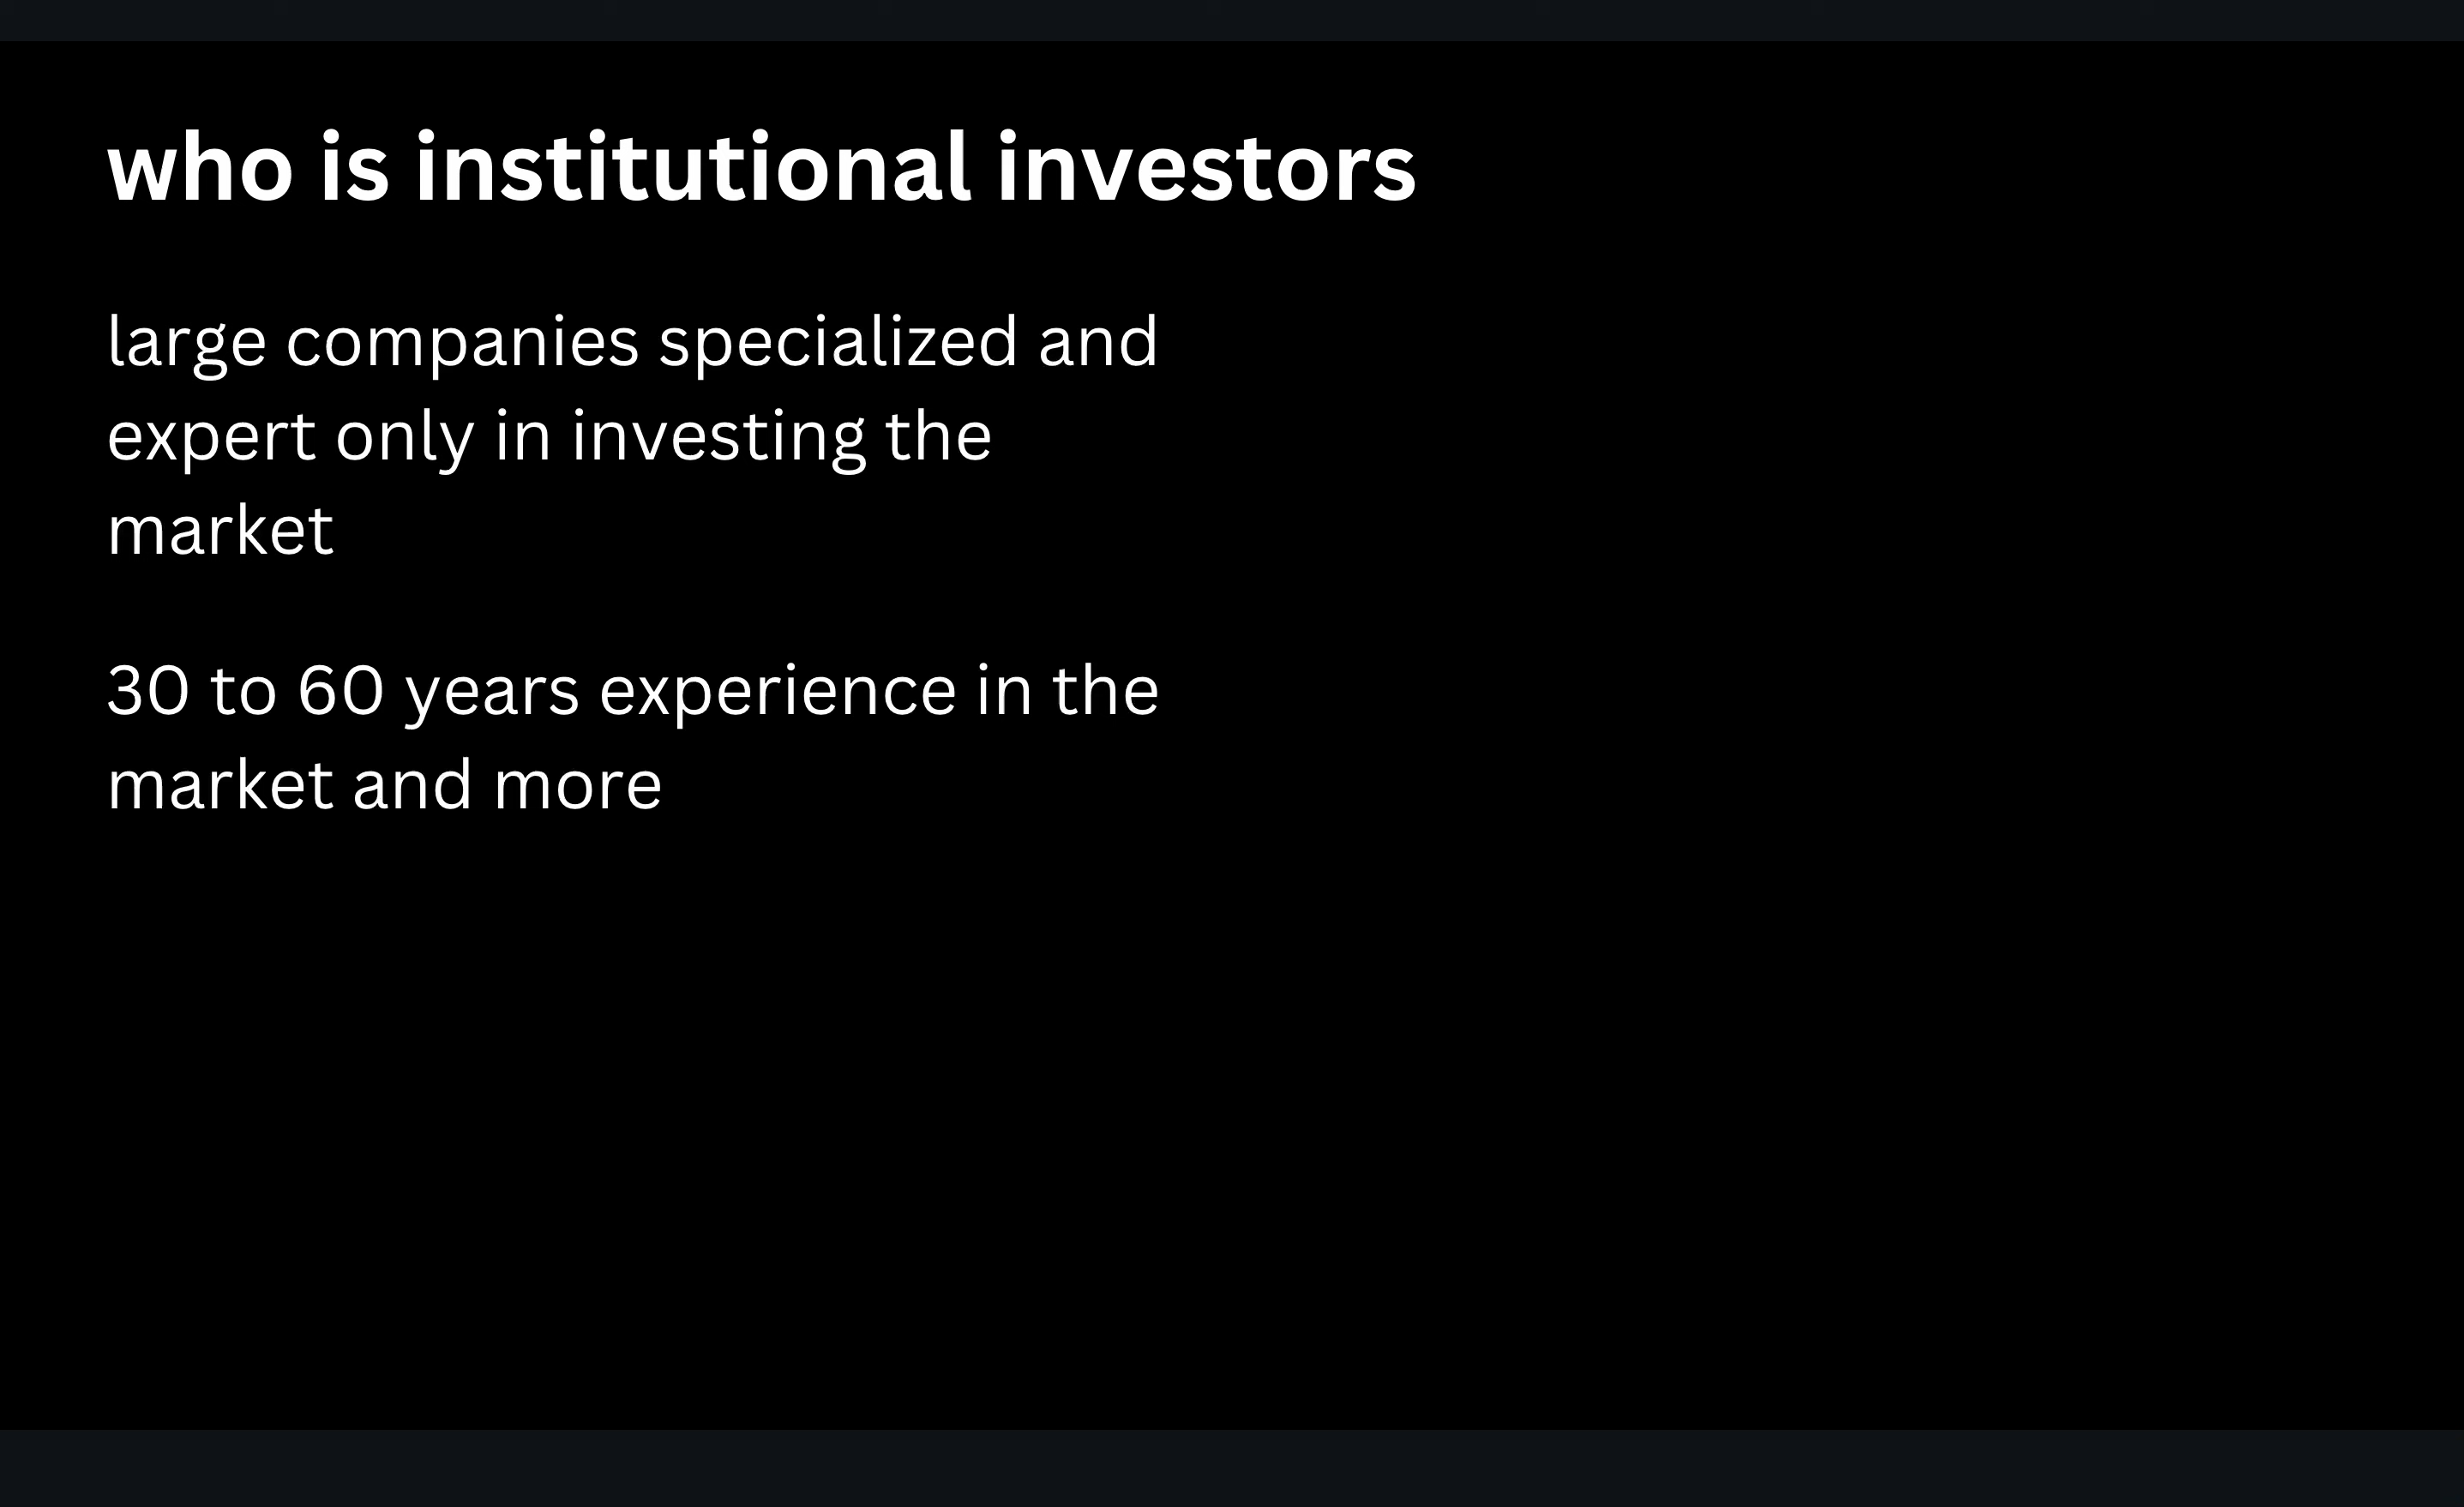 who is institutional investors
large companies specialized and
expert only in investing the
market
30 to 60 years experience in the
market and more